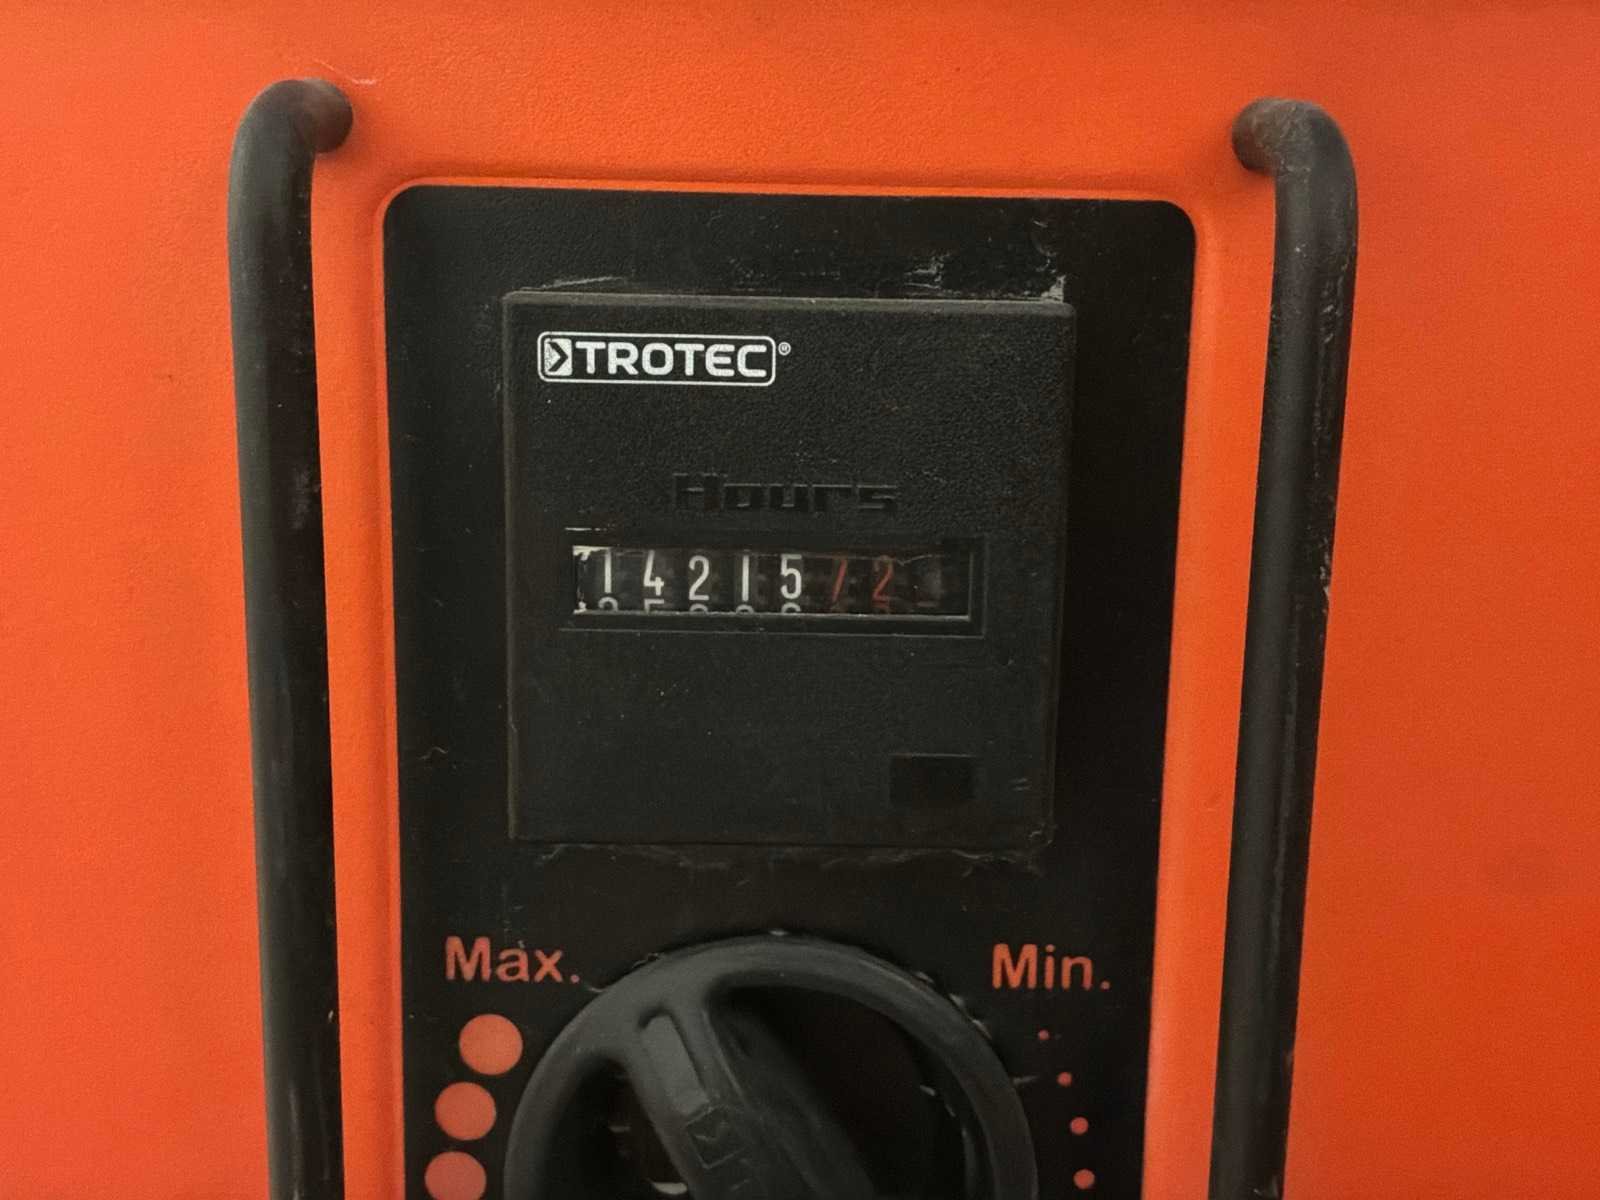 TROTEC®
Hours
1421572
Max.
Min.